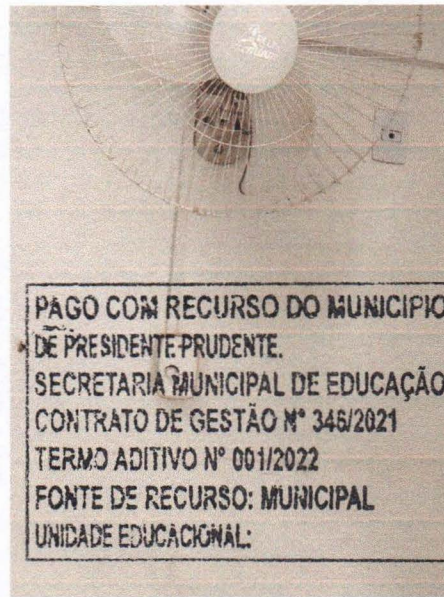 PAGO COM RECURSO DO MUNICIPIO
DE PRESIDENTE PRUDENTE.
SECRETARIA MUNICIPAL DE EDUCAÇÃO
CONTRATO DE GESTÃO Nº 346/2021
TERMO ADITIVO Nº 001/2022
FONTE DE RECURSO: MUNICIPAL
UNIDADE EDUCACIONAL: